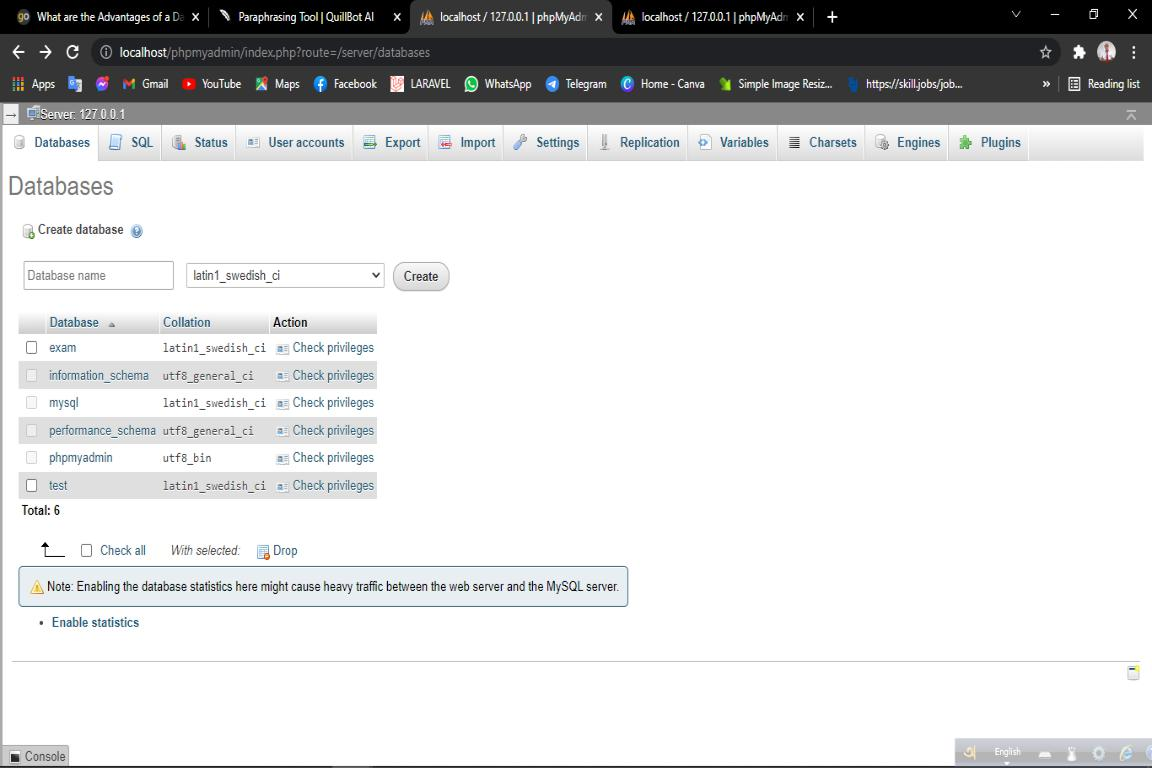 What are the Advantages of a Da
Paraphrasing Tool | QuillBot AI
localhost / 127.0.0.1 | phpMyAdm
localhost / 127.0.0.1 | phpMyAdm
localhost/phpmyadmin/index.php?route=/server/databases
Apps Gmail YouTube Maps Facebook LARAVEL WhatsApp Telegram Home - Canva Simple Image Resiz... https://skill.jobs/job... » Reading list
Server: 127.0.0.1
Databases SQL Status User accounts Export Import Settings Replication Variables Charsets Engines Plugins
Databases
Create database
Database name latin1_swedish_ci Create
Database Collation Action
exam latin1_swedish_ci Check privileges
information_schema utf8_general_ci Check privileges
mysql latin1_swedish_ci Check privileges
performance_schema utf8_general_ci Check privileges
phpmyadmin utf8_bin Check privileges
test latin1_swedish_ci Check privileges
Total: 6
Check all With selected: Drop
Note: Enabling the database statistics here might cause heavy traffic between the web server and the MySQL server.
• Enable statistics
Console
English